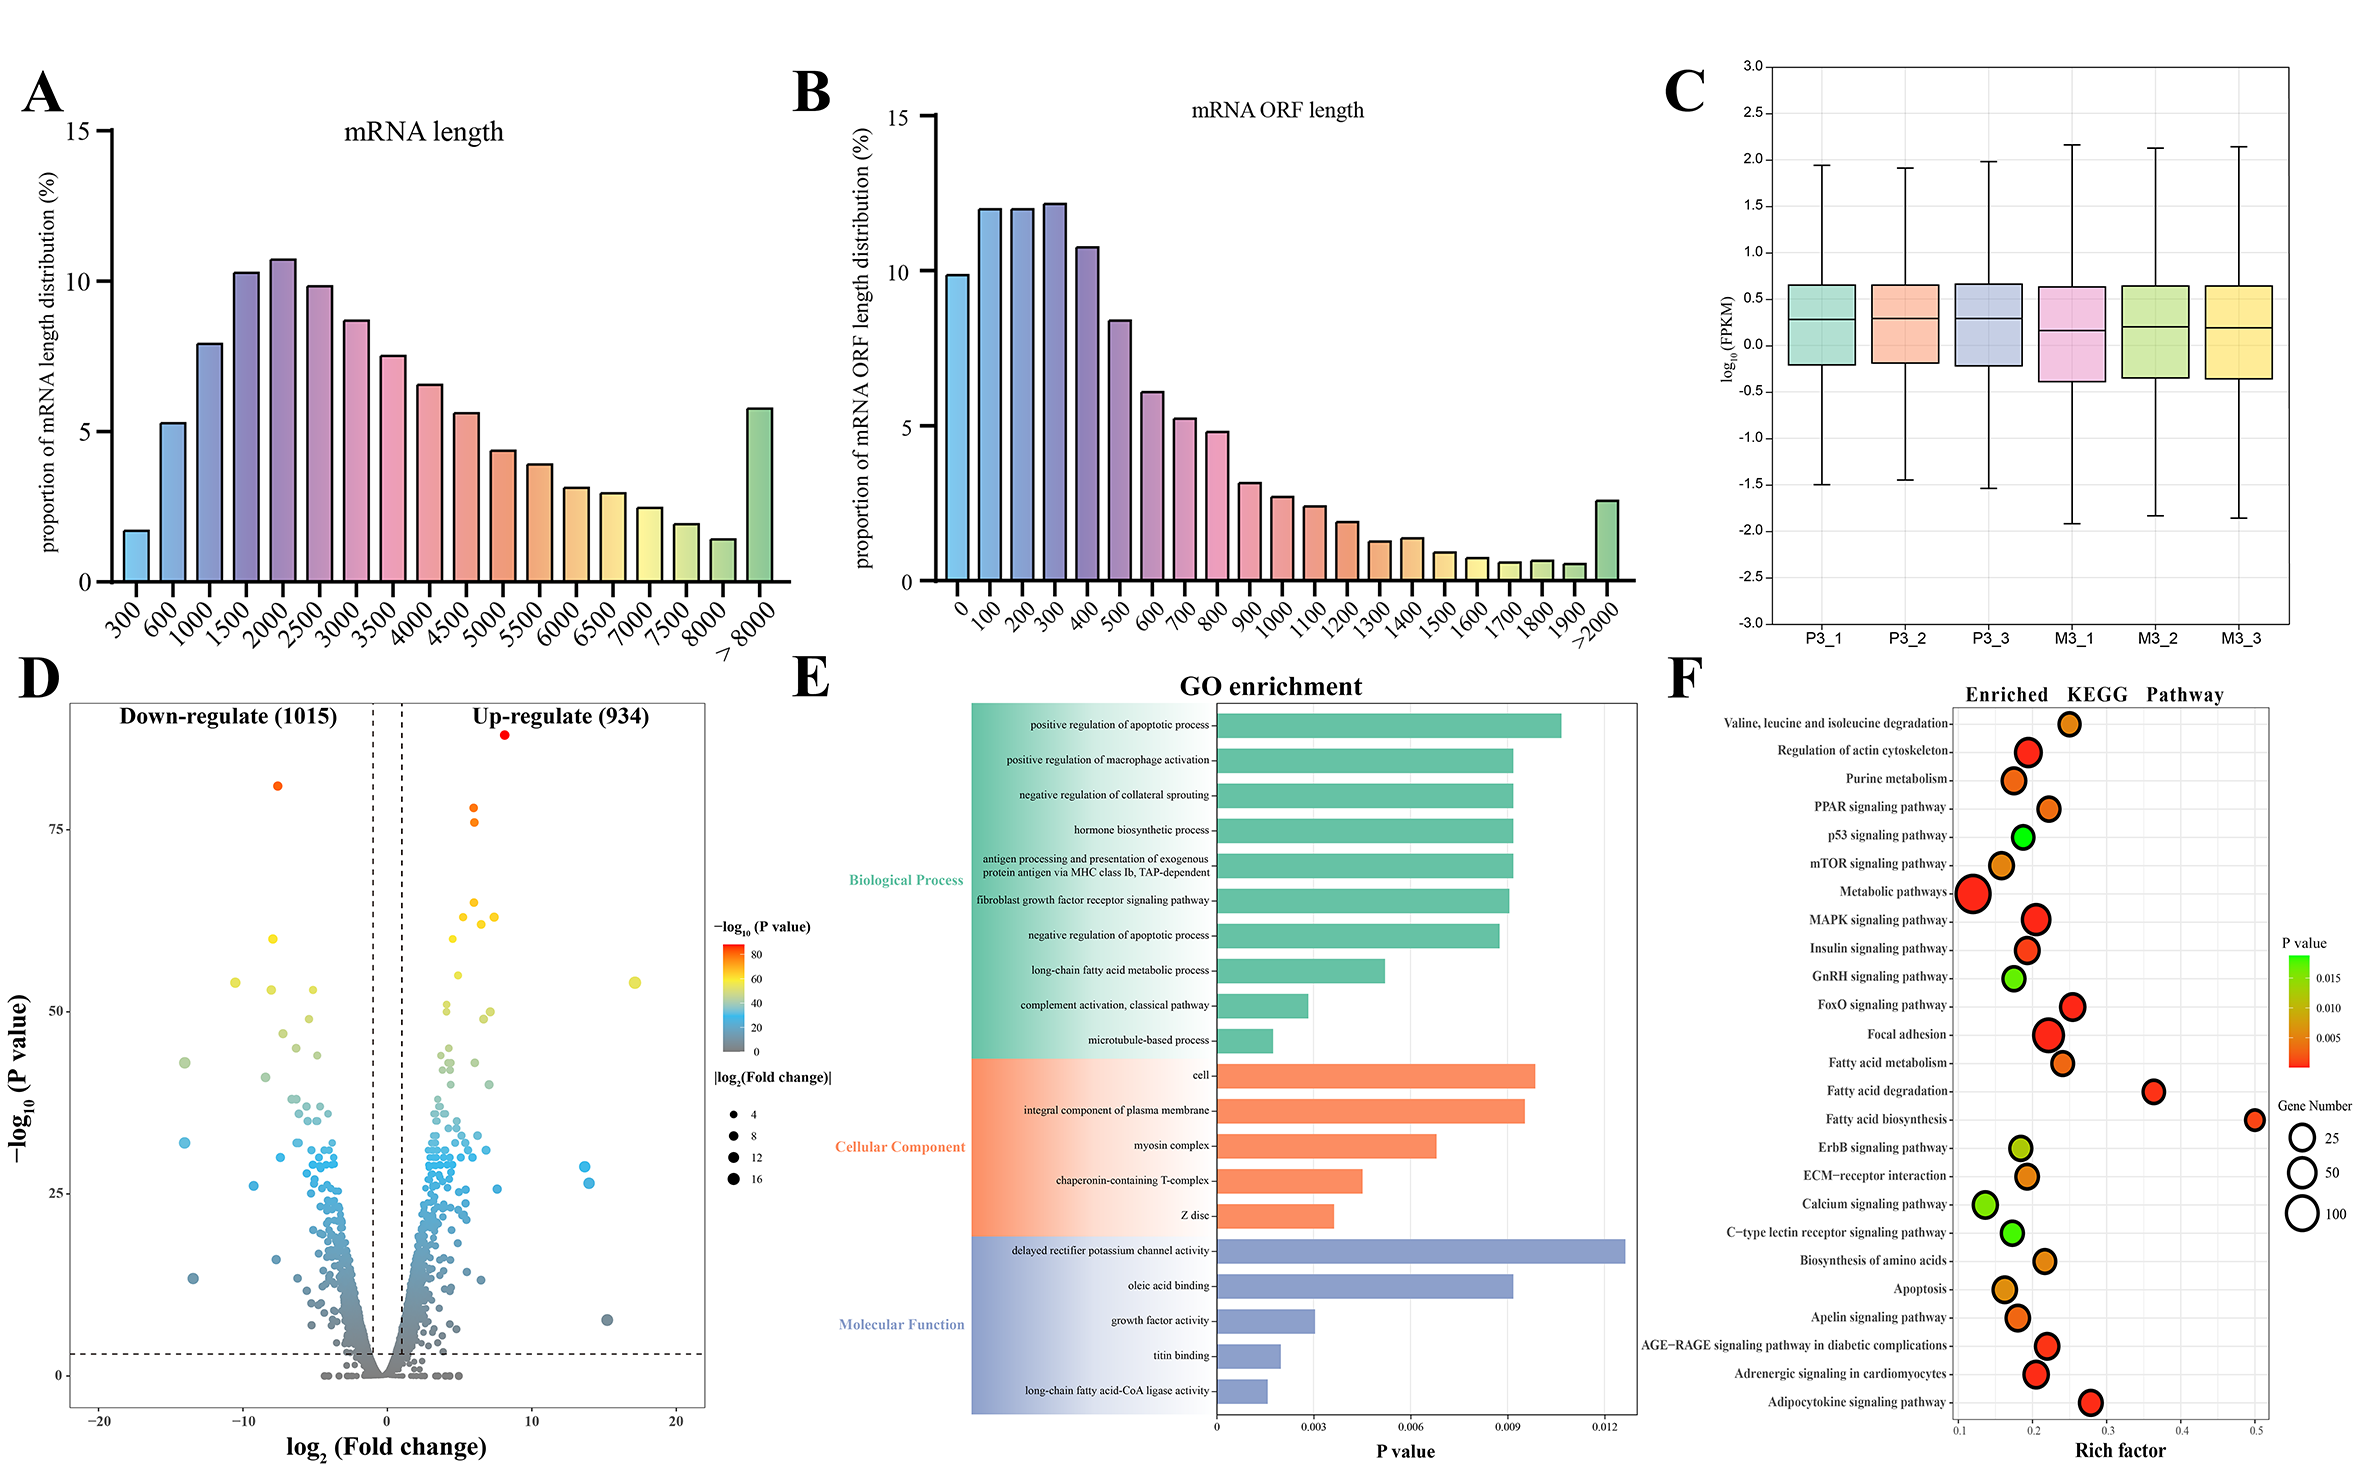 A
mRNA length
proportion of mRNA length distribution (%)
15
10
5
0
300
6000
10000
1500
2000
2500
3000
3500
4000
4500
5000
5500
6000
6500
7000
7500
8000
> 8000
B
mRNA ORF length
proportion of mRNA ORF length distribution (%)
15
10
5
0
0
100
200
300
400
500
600
700
800
900
1000
1100
1200
1300
1400
1500
1600
1700
1800
1900
>2000
C
log10 (FPKM)
3.0
2.5
2.0
1.5
1.0
0.5
0.0
-0.5
-1.0
-1.5
-2.0
-2.5
-3.0
P3_1
P3_2
P3_3
M3_1
M3_2
M3_3
D
Down-regulate (1015)
Up-regulate (934)
−log10 (P value)
75
50
25
0
−20
−10
0
10
20
log2 (Fold change)
−log10 (P value)
80
60
40
20
0
|log2(Fold change)|
4
8
12
16
E
GO enrichment
Biological Process
positive regulation of apoptotic process
positive regulation of macrophage activation
negative regulation of collateral sprouting
hormone biosynthetic process
antigen processing and presentation of exogenous
protein antigen via MHC class Ib, TAP-dependent
fibroblast growth factor receptor signaling pathway
negative regulation of apoptotic process
long-chain fatty acid metabolic process
complement activation, classical pathway
microtubule-based process
Cellular Component
cell
integral component of plasma membrane
myosin complex
chaperonin-containing T-complex
Z disc
Molecular Function
delayed rectifier potassium channel activity
oleic acid binding
growth factor activity
titin binding
long-chain fatty acid-CoA ligase activity
0
0.003
0.006
0.009
0.012
P value
F
Enriched KEGG Pathway
Valine, leucine and isoleucine degradation
Regulation of actin cytoskeleton
Purine metabolism
PPAR signaling pathway
p53 signaling pathway
mTOR signaling pathway
Metabolic pathways
MAPK signaling pathway
Insulin signaling pathway
GnRH signaling pathway
FoxO signaling pathway
Focal adhesion
Fatty acid metabolism
Fatty acid degradation
Fatty acid biosynthesis
ErbB signaling pathway
ECM−receptor interaction
Calcium signaling pathway
C−type lectin receptor signaling pathway
Biosynthesis of amino acids
Apoptosis
Apelin signaling pathway
AGE−RAGE signaling pathway in diabetic complications
Adrenergic signaling in cardiomyocytes
Adipocytokine signaling pathway
0.1
0.2
0.3
0.4
0.5
Rich factor
P value
0.015
0.010
0.005
Gene Number
25
50
100